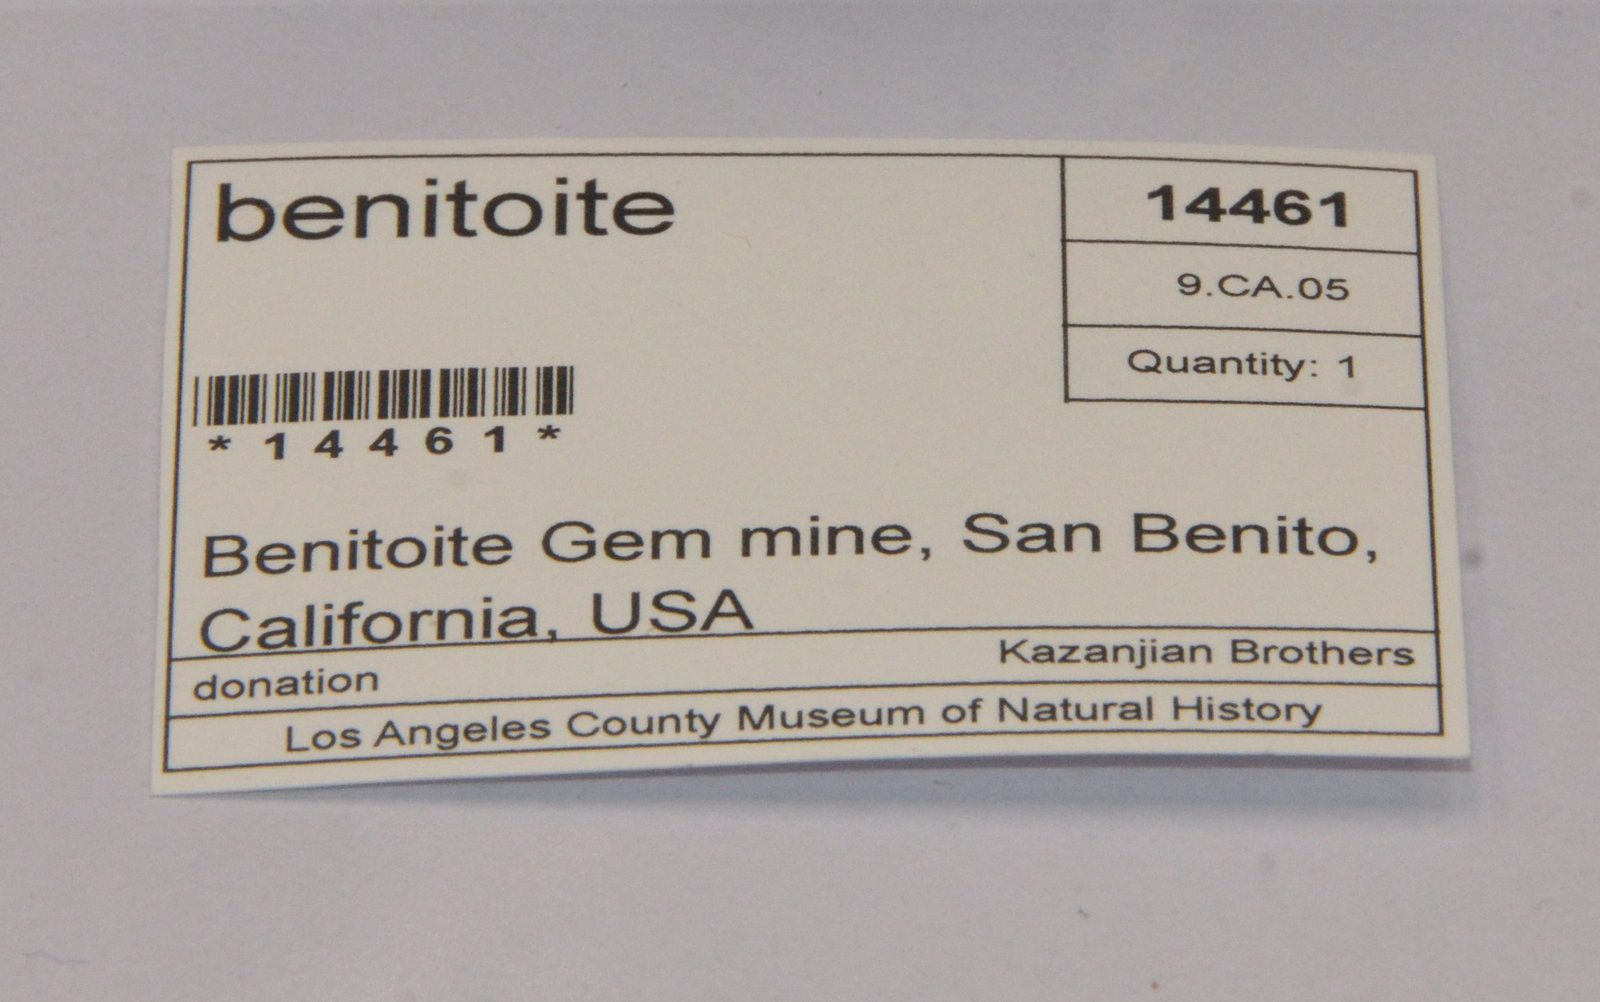 benitoite
14461
9.CA.05
Quantity: 1
*14461*
Benitoite Gem mine, San Benito,
California, USA
donation
Kazanjian Brothers
Los Angeles County Museum of Natural History